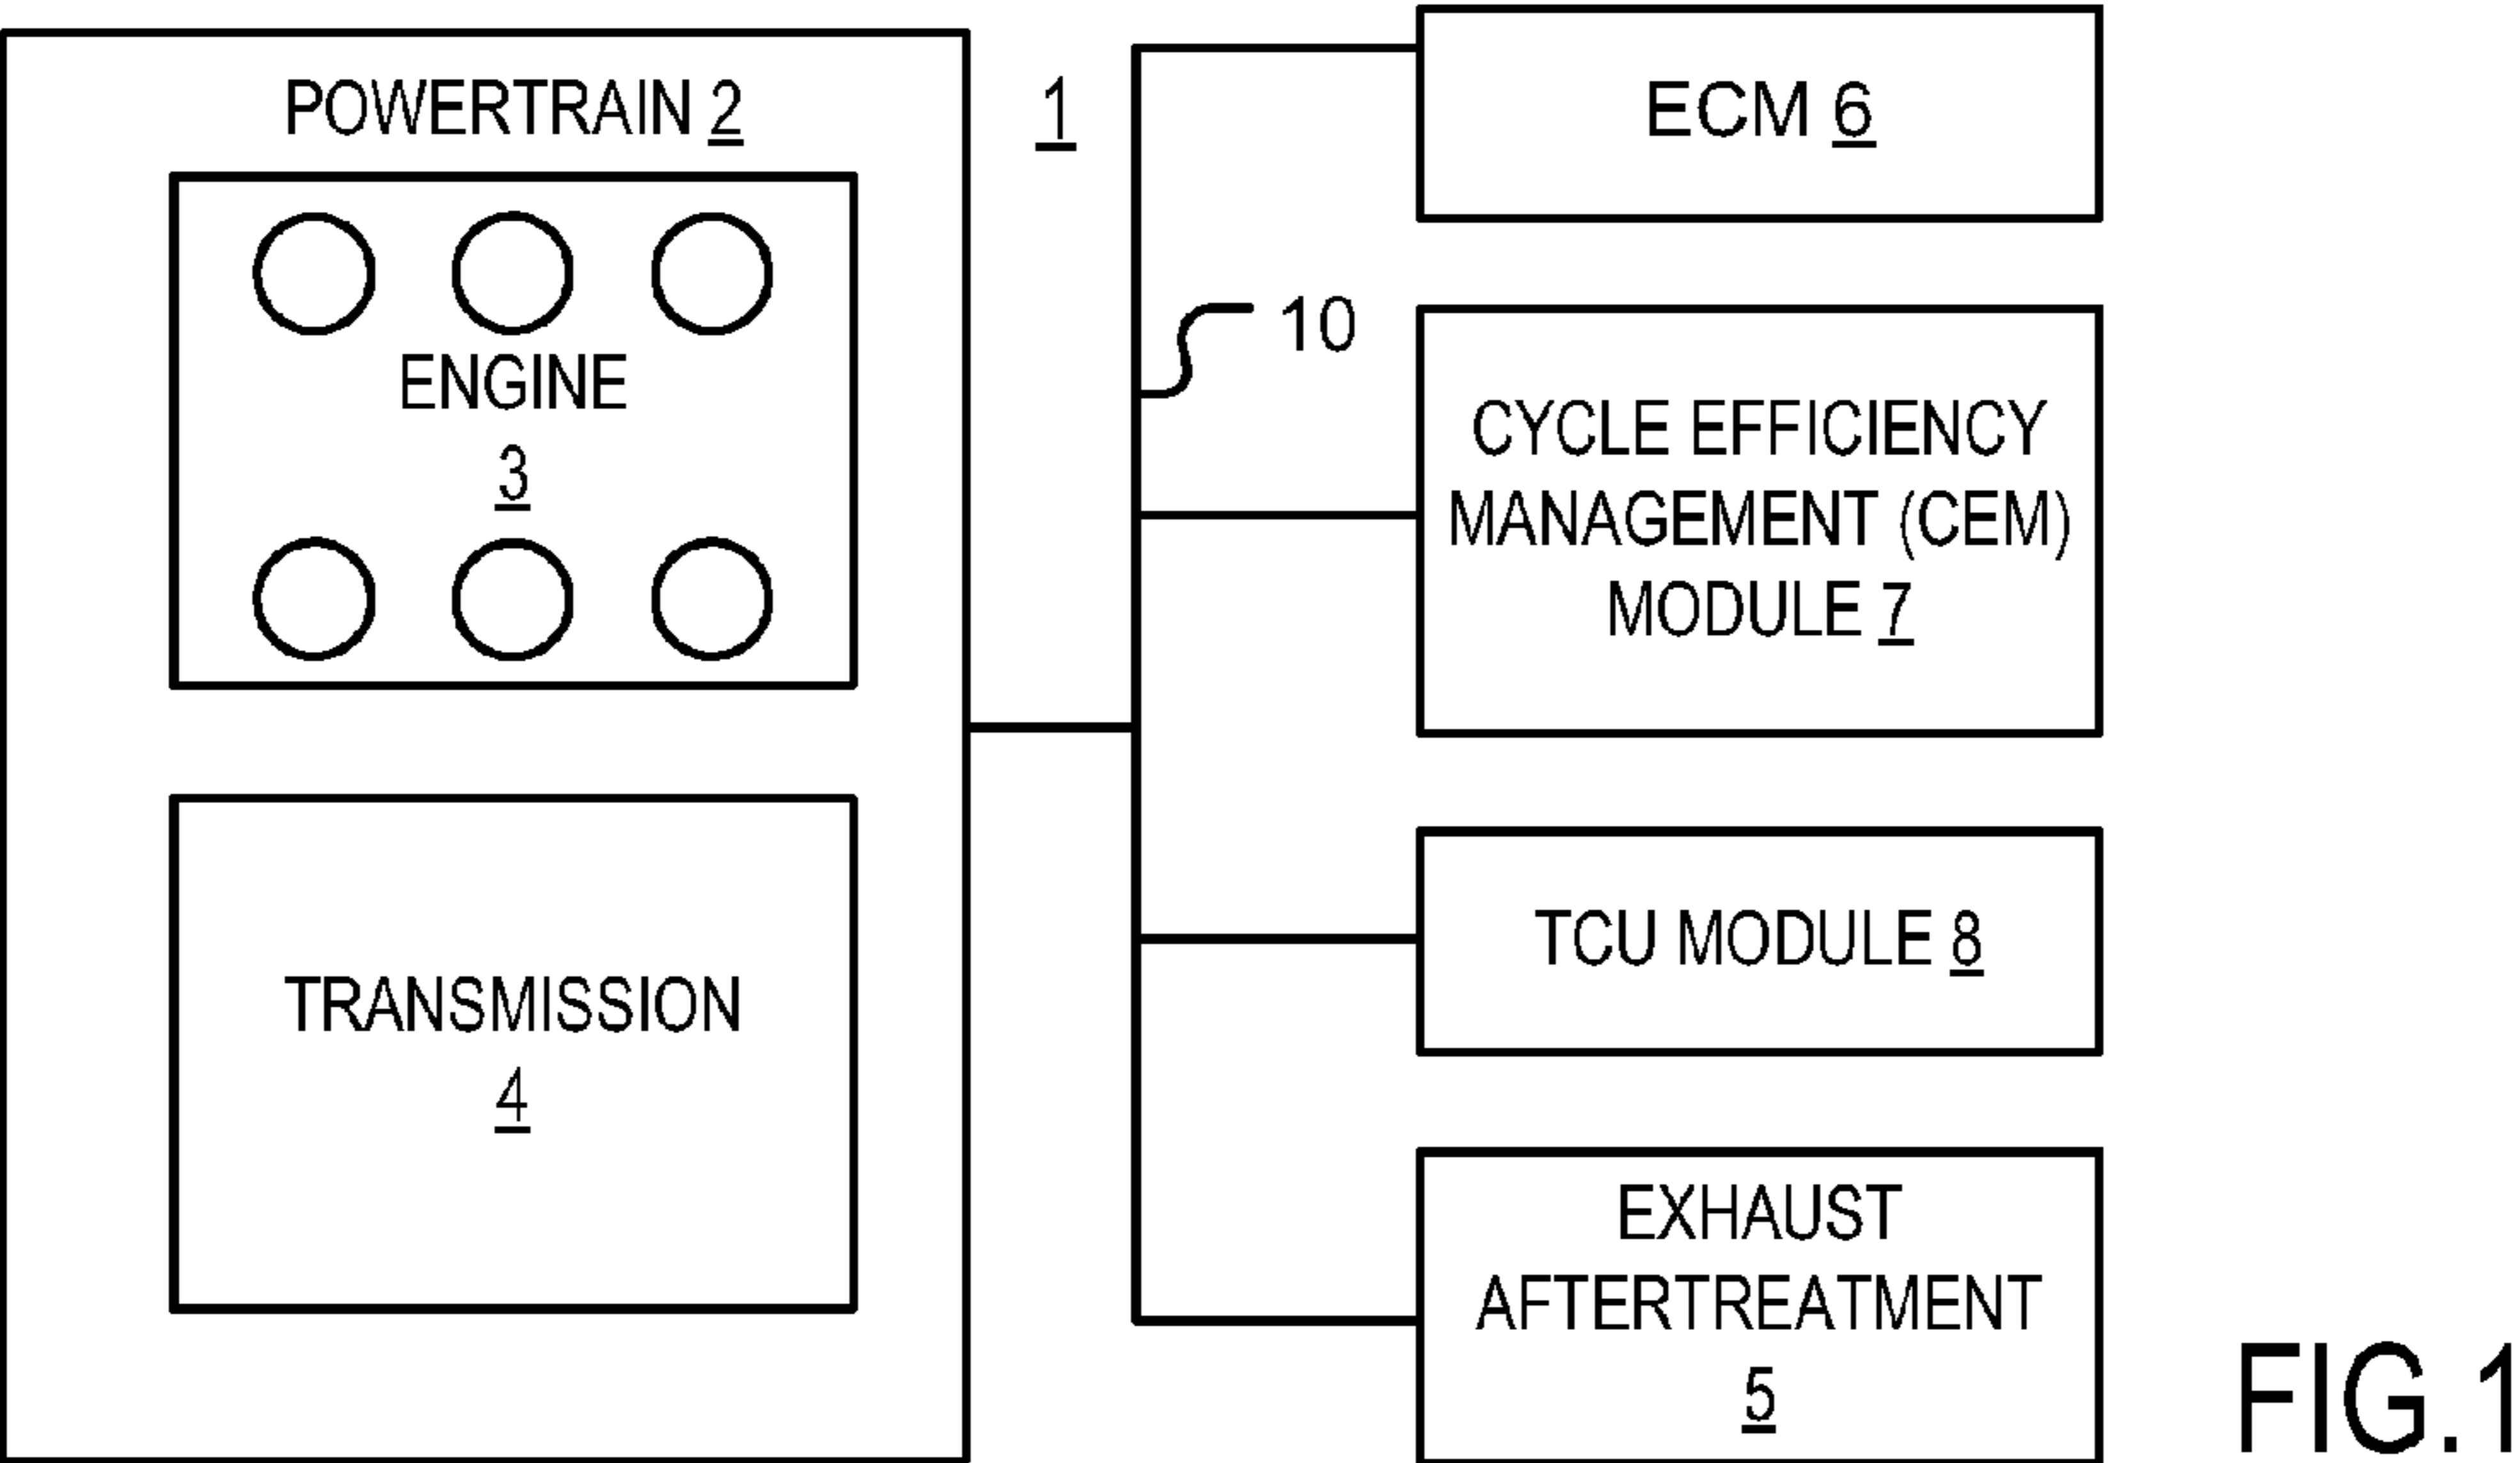 POWERTRAIN 2
ENGINE
3
TRANSMISSION
4
1
10
ECM 6
CYCLE EFFICIENCY
MANAGEMENT (CEM)
MODULE 7
TCU MODULE 8
EXHAUST
AFTERTREATMENT
5
FIG.1